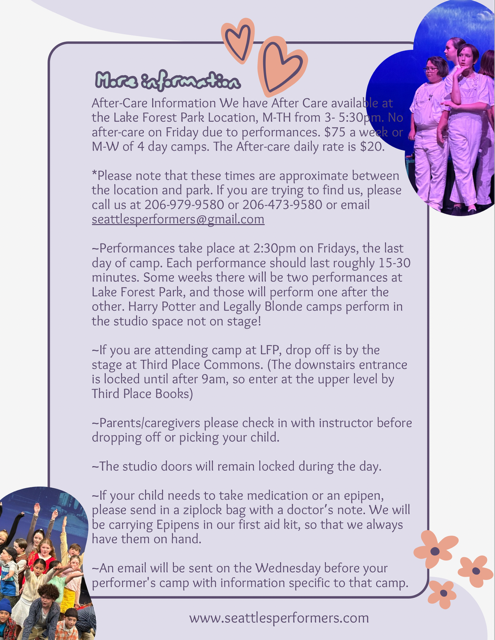 More information
After-Care Information We have After Care available at
the Lake Forest Park Location, M-TH from 3- 5:30pm. No
after-care on Friday due to performances. $75 a week or
M-W of 4 day camps. The After-care daily rate is $20.
*Please note that these times are approximate between
the location and park. If you are trying to find us, please
call us at 206-979-9580 or 206-473-9580 or email
seattlesperformers@gmail.com
~Performances take place at 2:30pm on Fridays, the last
day of camp. Each performance should last roughly 15-30
minutes. Some weeks there will be two performances at
Lake Forest Park, and those will perform one after the
other. Harry Potter and Legally Blonde camps perform in
the studio space not on stage!
~If you are attending camp at LFP, drop off is by the
stage at Third Place Commons. (The downstairs entrance
is locked until after 9am, so enter at the upper level by
Third Place Books)
~Parents/caregivers please check in with instructor before
dropping off or picking your child.
~The studio doors will remain locked during the day.
~If your child needs to take medication or an epipen,
please send in a ziplock bag with a doctor's note. We will
be carrying Epipens in our first aid kit, so that we always
have them on hand.
~An email will be sent on the Wednesday before your
performer's camp with information specific to that camp.
www.seattlesperformers.com